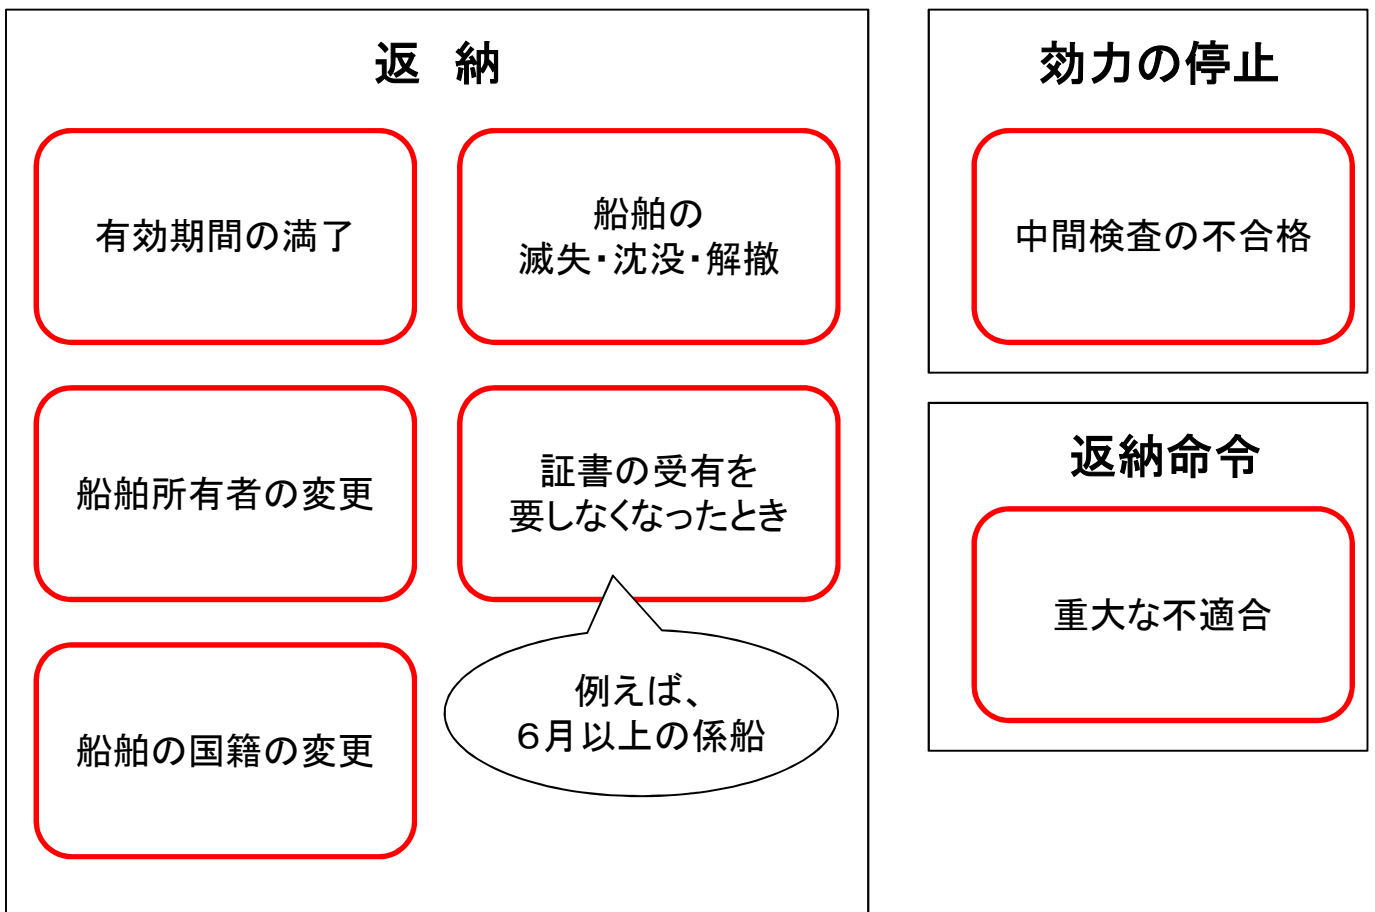 返　納
有効期間の満了
船舶の
滅失・沈没・解撤
船舶所有者の変更
証書の受有を
要しなくなったとき
船舶の国籍の変更
例えば、
６月以上の係船
効力の停止
中間検査の不合格
返納命令
重大な不適合